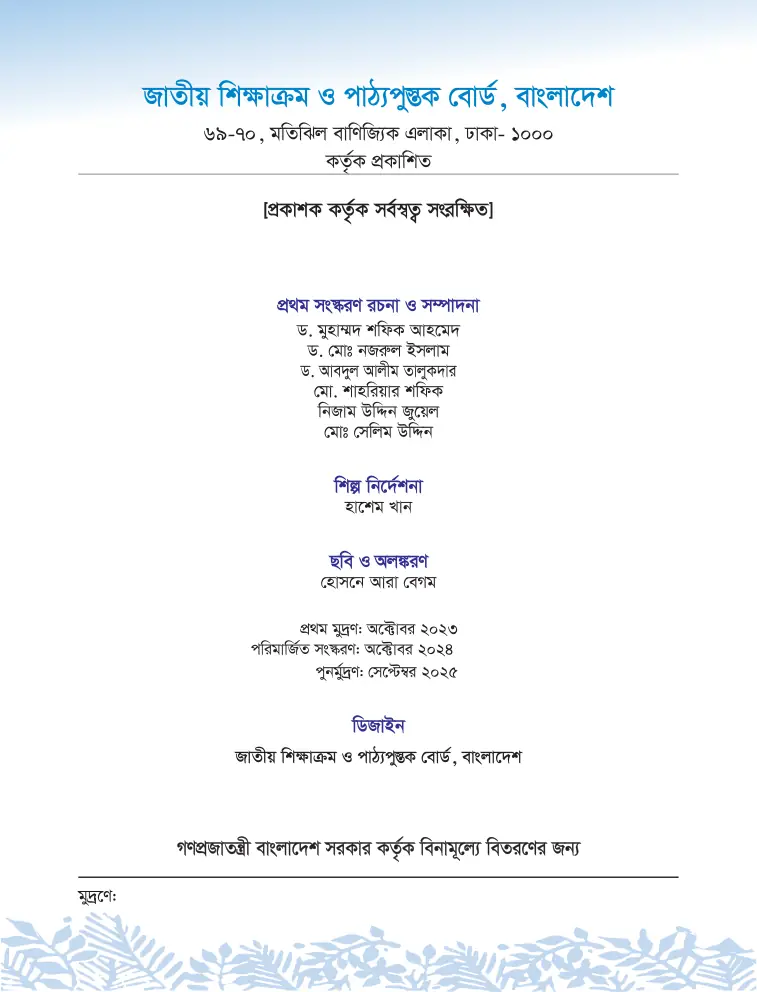 জাতীয় শিক্ষাক্রম ও পাঠ্যপুস্তক বোর্ড, বাংলাদেশ
৬৯-৭০, মতিঝিল বাণিজ্যিক এলাকা, ঢাকা- ১০০০
কর্তৃক প্রকাশিত
[প্রকাশক কর্তৃক সর্বস্বত্ব সংরক্ষিত]
প্রথম সংস্করণ রচনা ও সম্পাদনা
ড. মুহাম্মদ শফিক আহমেদ
ড. মোঃ নজরুল ইসলাম
ড. আবদুল আলীম তালুকদার
মো. শাহরিয়ার শফিক
নিজাম উদ্দিন জুয়েল
মোঃ সেলিম উদ্দিন
শিল্প নির্দেশনা
হাশেম খান
ছবি ও অলঙ্করণ
হোসনে আরা বেগম
প্রথম মুদ্রণ: অক্টোবর ২০২৩
পরিমার্জিত সংস্করণ: অক্টোবর ২০২৪
পুনর্মুদ্রণ: সেপ্টেম্বর ২০২৫
ডিজাইন
জাতীয় শিক্ষাক্রম ও পাঠ্যপুস্তক বোর্ড, বাংলাদেশ
গণপ্রজাতন্ত্রী বাংলাদেশ সরকার কর্তৃক বিনামূল্যে বিতরণের জন্য
মুদ্রণে: